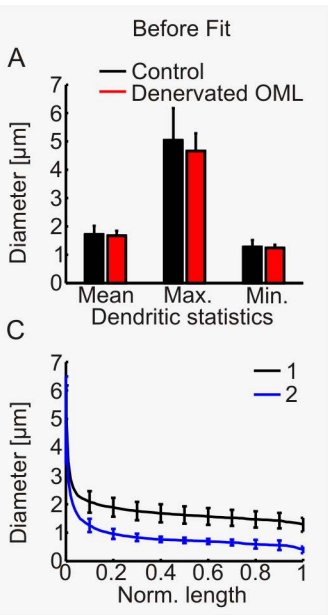 Before Fit
A
Control
Denervated OML
Diameter [µm]
7
6
5
4
3
2
1
0
Mean Max. Min.
Dendritic statistics
C
1
2
Diameter [µm]
7
6
5
4
3
2
1
0
0 0.2 0.4 0.6 0.8 1
Norm. length